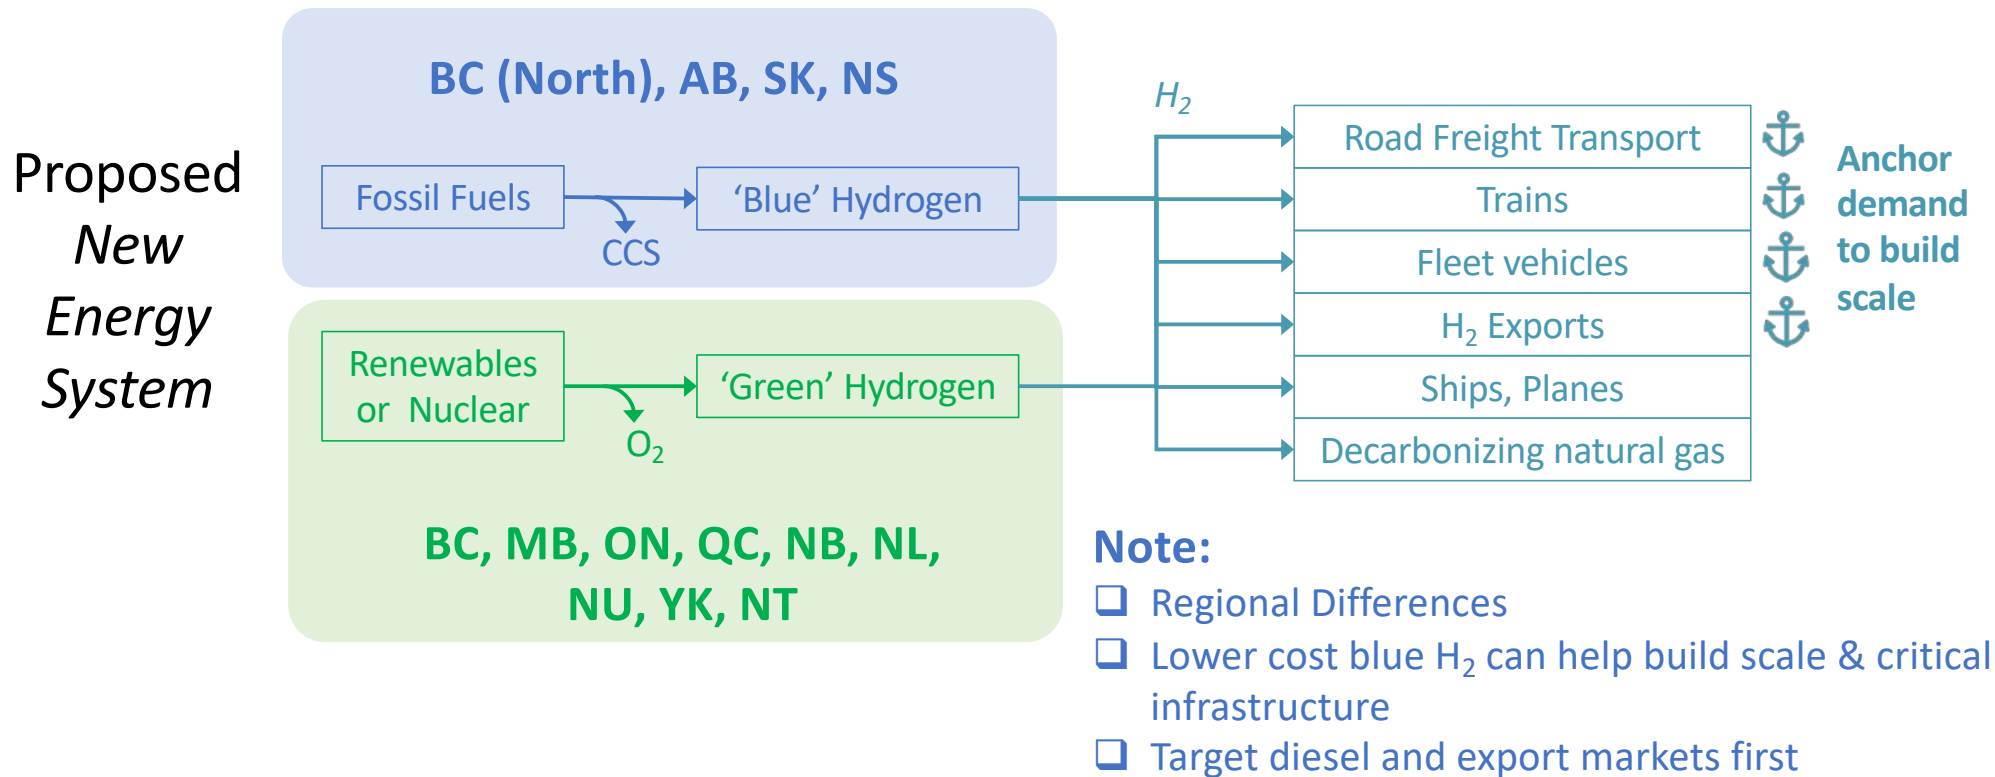 Proposed
New
Energy
System
BC (North), AB, SK, NS
Fossil Fuels
CCS
‘Blue’ Hydrogen
Renewables
or Nuclear
O₂
‘Green’ Hydrogen
BC, MB, ON, QC, NB, NL,
NU, YK, NT
H₂
Road Freight Transport
Trains
Fleet vehicles
H₂ Exports
Ships, Planes
Decarbonizing natural gas
Anchor
demand
to build
scale
Note:
❑ Regional Differences
❑ Lower cost blue H₂ can help build scale & critical
infrastructure
❑ Target diesel and export markets first